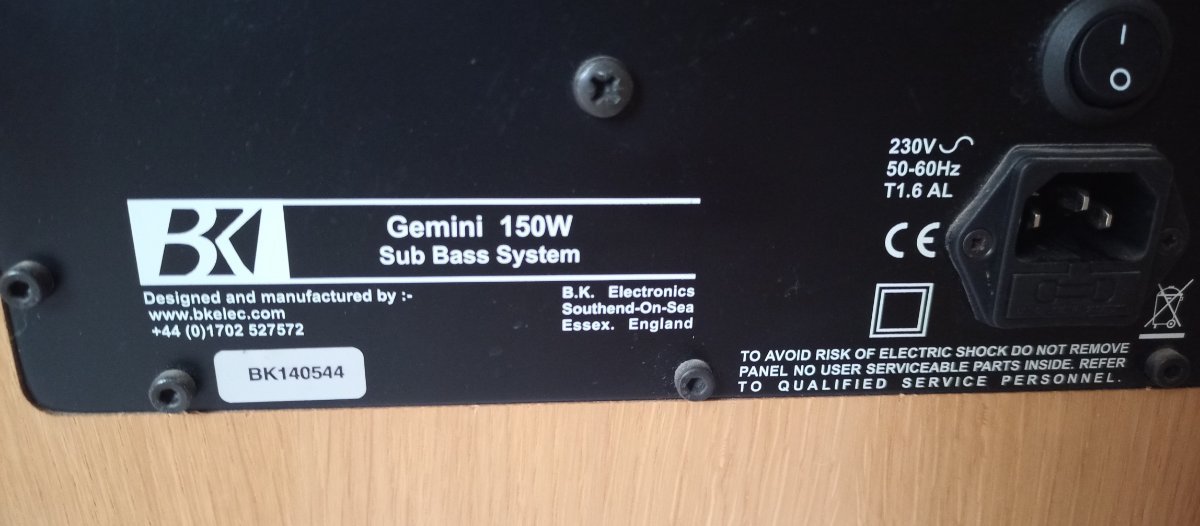 I
O
230V
50-60Hz
T1.6 AL
CE
BK
Gemini 150W
Sub Bass System
Designed and manufactured by :-
www.bkelec.com
+44 (0)1702 527572
B.K. Electronics
Southend-On-Sea
Essex. England
BK140544
TO AVOID RISK OF ELECTRIC SHOCK DO NOT REMOVE
PANEL NO USER SERVICEABLE PARTS INSIDE. REFER
TO QUALIFIED SERVICE PERSONNEL.